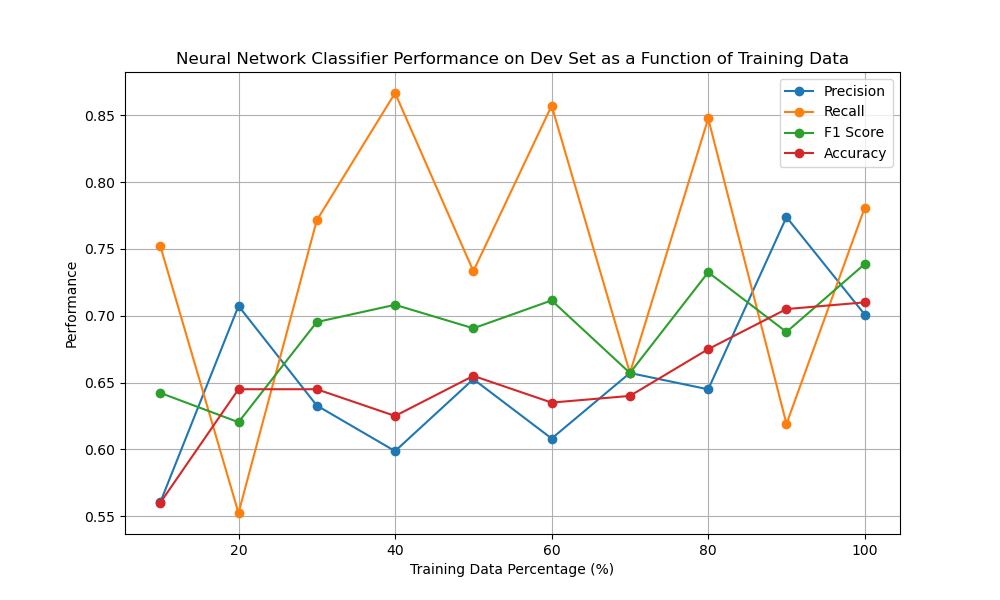 Neural Network Classifier Performance on Dev Set as a Function of Training Data
Precision
Recall
F1 Score
Accuracy
0.85
0.80
0.75
0.70
0.65
0.60
0.55
Performance
20
40
60
80
100
Training Data Percentage (%)